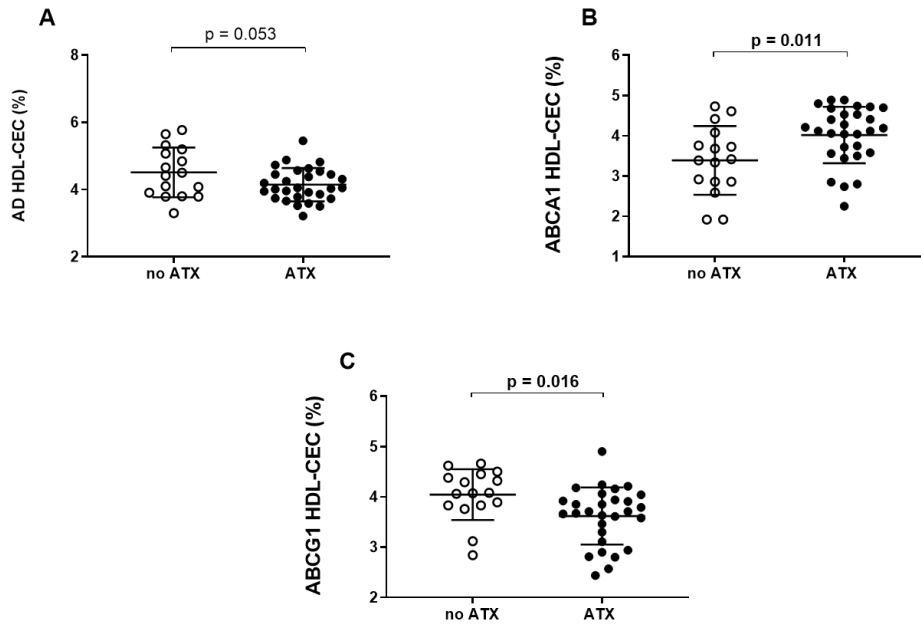 A
p = 0.053
AD HDL-CEC (%)
8
6
4
2
no ATX
ATX
B
p = 0.011
ABCA1 HDL-CEC (%)
6
5
4
3
2
1
no ATX
ATX
C
p = 0.016
ABCG1 HDL-CEC (%)
6
5
4
3
2
no ATX
ATX